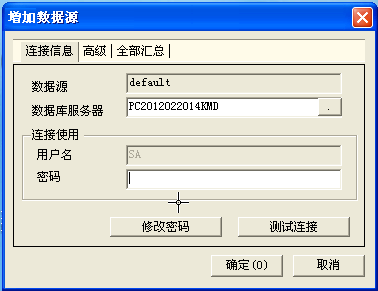 增加数据源
连接信息 高级 全部汇总
数据源 default
数据库服务器 PC2012022014KMD .
连接使用
用户名 SA
密码
修改密码 测试连接
确定(O) 取消